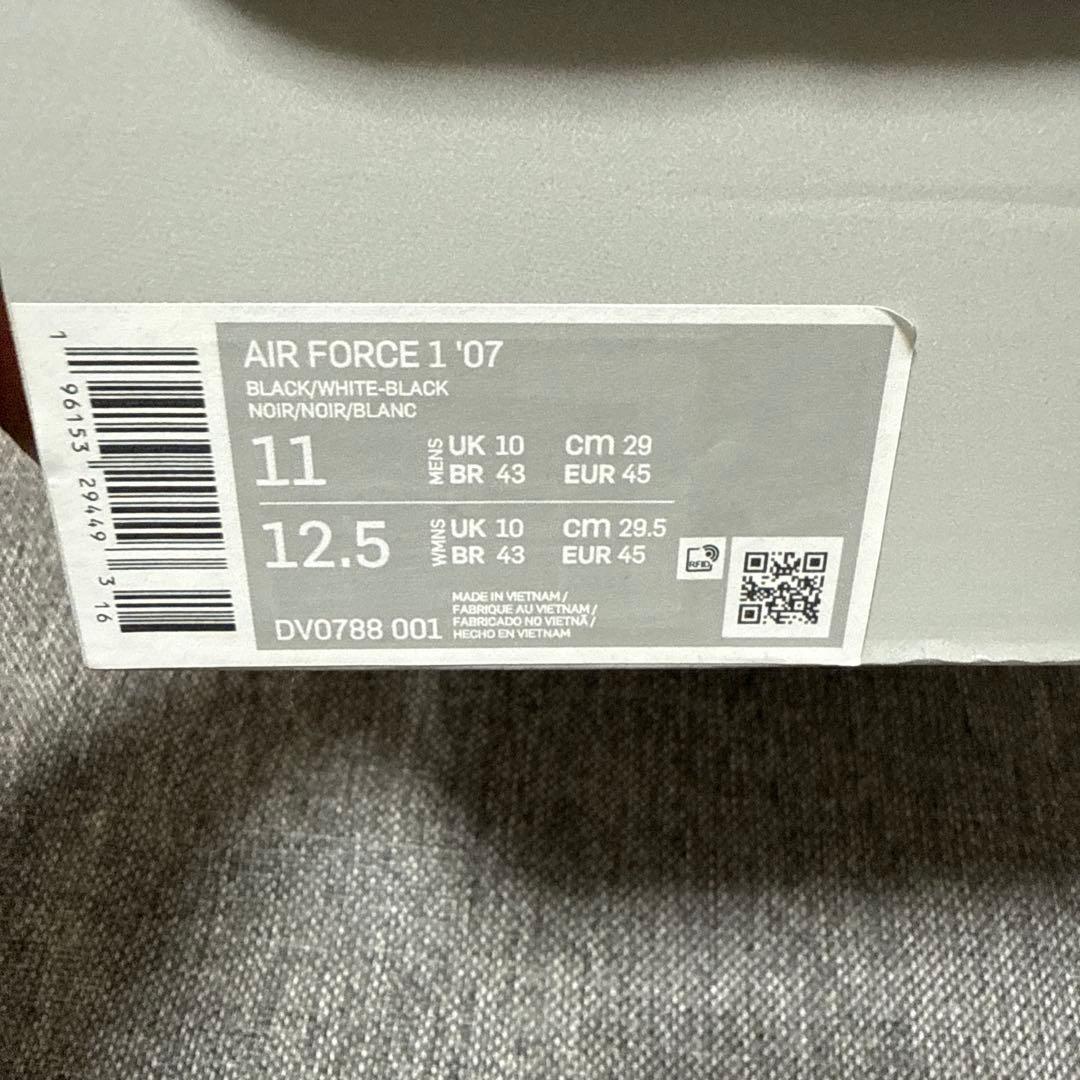 AIR FORCE 1 '07
BLACK/WHITE-BLACK
NOIR/NOIR/BLANC
11 MENS UK 10 cm 29
BR 43 EUR 45
12.5 WMNS UK 10 cm 29.5
BR 43 EUR 45
RFID
MADE IN VIETNAM /
FABRIQUE AU VIETNAM /
FABRICADO NO VIETNÃ /
HECHO EN VIETNAM
DV0788 001
1 96153 29449 3 16